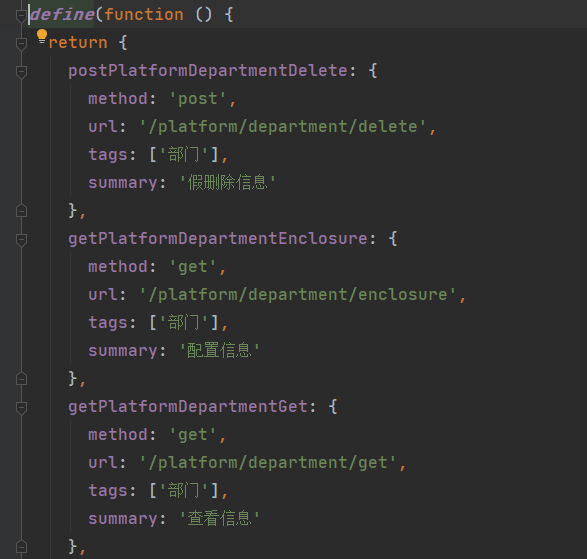 define(function () {
return {
postPlatformDepartmentDelete: {
method: 'post',
url: '/platform/department/delete',
tags: ['部门'],
summary: '假删除信息'
},
getPlatformDepartmentEnclosure: {
method: 'get',
url: '/platform/department/enclosure',
tags: ['部门'],
summary: '配置信息'
},
getPlatformDepartmentGet: {
method: 'get',
url: '/platform/department/get',
tags: ['部门'],
summary: '查看信息'
},